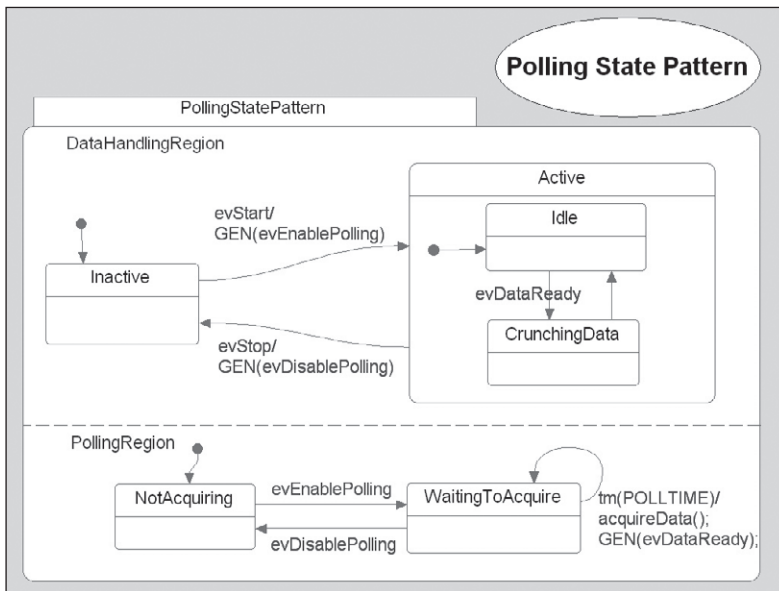 Polling State Pattern
PollingStatePattern
DataHandlingRegion
Active
evStart/
GEN(evEnablePolling)
Idle
Inactive
evDataReady
CrunchingData
evStop/
GEN(evDisablePolling)
PollingRegion
NotAcquiring
evEnablePolling
WaitingToAcquire
tm(POLLTIME)/
acquireData();
GEN(evDataReady);
evDisablePolling